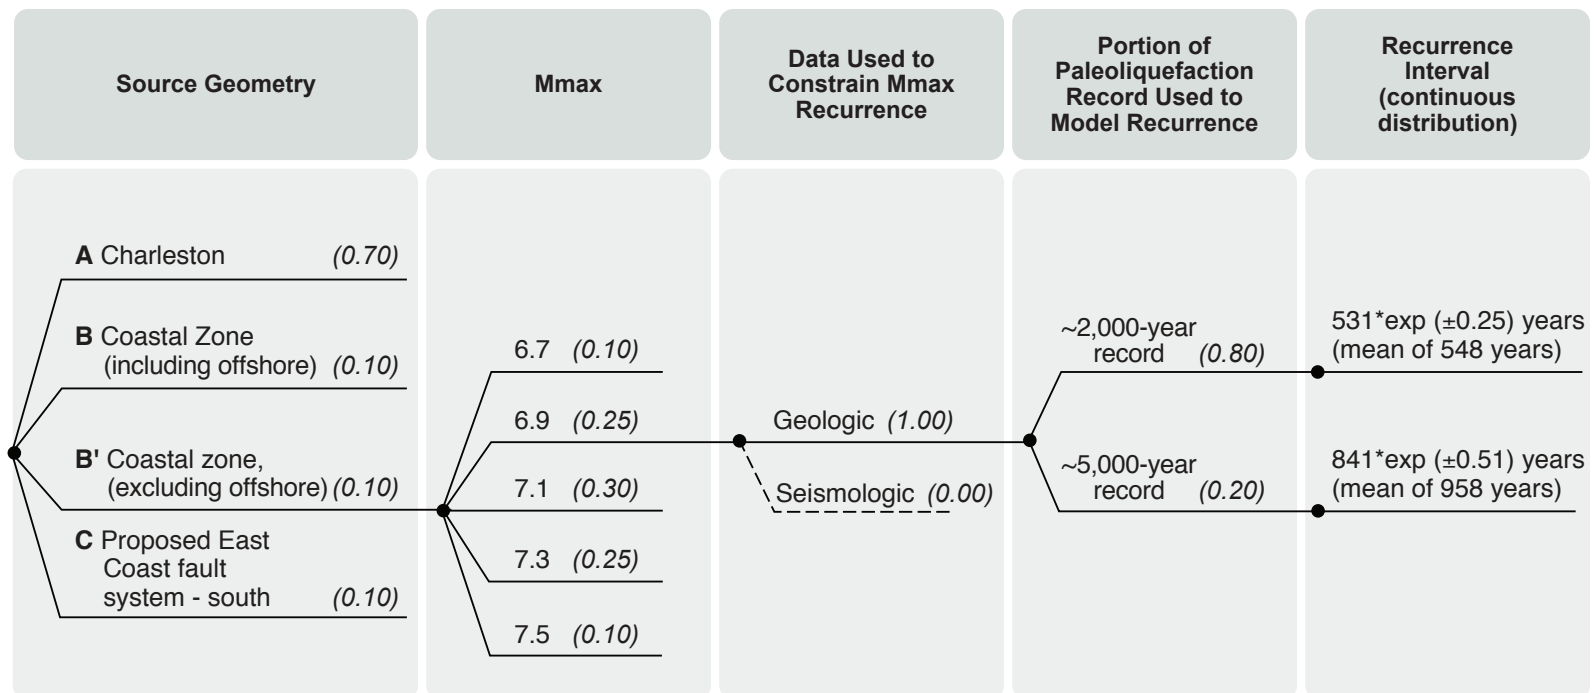 Source Geometry
Mmax
Data Used to
Constrain Mmax
Recurrence
Portion of
Paleoliquefaction
Record Used to
Model Recurrence
Recurrence
Interval
(continuous
distribution)
A Charleston (0.70)
B Coastal Zone
(including offshore) (0.10)
B' Coastal zone,
(excluding offshore) (0.10)
C Proposed East
Coast fault
system - south (0.10)
6.7 (0.10)
6.9 (0.25)
7.1 (0.30)
7.3 (0.25)
7.5 (0.10)
Geologic (1.00)
Seismologic (0.00)
~2,000-year
record (0.80)
~5,000-year
record (0.20)
531*exp (±0.25) years
(mean of 548 years)
841*exp (±0.51) years
(mean of 958 years)